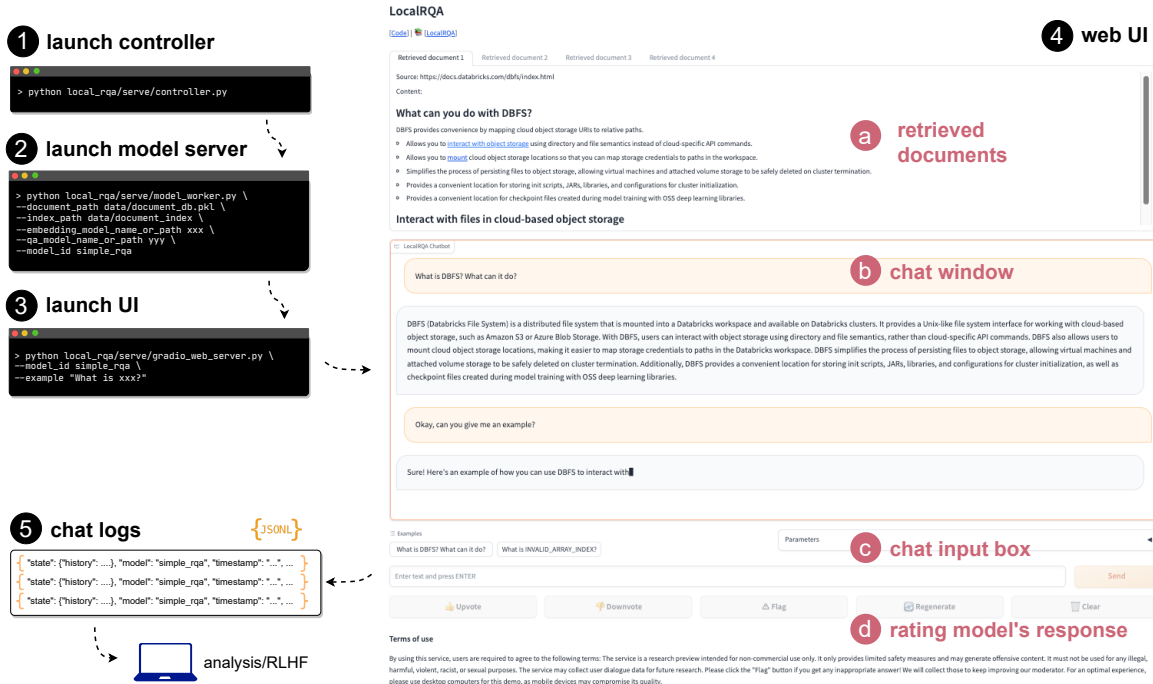 1 launch controller
> python local_rqa/serve/controller.py
2 launch model server
> python local_rqa/serve/model_worker.py \
--document_path data/document_db.pkl \
--index_path data/document_index \
--embedding_model_name_or_path xxx \
--qa_model_name_or_path yyy \
--model_id simple_rqa
3 launch UI
> python local_rqa/serve/gradio_web_server.py \
--model_id simple_rqa \
--example "What is xxx?"
4 web UI
LocalRQA
[Code] | [LocalRQA]
Retrieved document 1 Retrieved document 2 Retrieved document 3 Retrieved document 4
Source: https://docs.databricks.com/dbfs/index.html
Content:
What can you do with DBFS?
DBFS provides convenience by mapping cloud object storage URIs to relative paths.
Allows you to interact with object storage using directory and file semantics instead of cloud-specific API commands.
Allows you to mount cloud object storage locations so that you can map storage credentials to paths in the workspace.
Simplifies the process of persisting files to object storage, allowing virtual machines and attached volume storage to be safely deleted on cluster termination.
Provides a convenient location for storing init scripts, JARs, libraries, and configurations for cluster initialization.
Provides a convenient location for checkpoint files created during model training with OSS deep learning libraries.
Interact with files in cloud-based object storage
a retrieved
documents
LocalRQA Chatbot
b chat window
What is DBFS? What can it do?
DBFS (Databricks File System) is a distributed file system that is mounted into a Databricks workspace and available on Databricks clusters. It provides a Unix-like file system interface for working with cloud-based
object storage, such as Amazon S3 or Azure Blob Storage. With DBFS, users can interact with object storage using directory and file semantics, rather than cloud-specific API commands. DBFS also allows users to
mount cloud object storage locations, making it easier to map storage credentials to paths in the Databricks workspace. DBFS simplifies the process of persisting files to object storage, allowing virtual machines and
attached volume storage to be safely deleted on cluster termination. Additionally, DBFS provides a convenient location for storing init scripts, JARs, libraries, and configurations for cluster initialization, as well as
checkpoint files created during model training with OSS deep learning libraries.
Okay, can you give me an example?
Sure! Here's an example of how you can use DBFS to interact with
Examples
What is DBFS? What can it do? What is INVALID_ARRAY_INDEX?
Parameters
c chat input box
Enter text and press ENTER
Send
Upvote Downvote Flag Regenerate Clear
d rating model's response
Terms of use
By using this service, users are required to agree to the following terms: The service is a research preview intended for non-commercial use only. It only provides limited safety measures and may generate offensive content. It must not be used for any illegal,
harmful, violent, racist, or sexual purposes. The service may collect user dialogue data for future research. Please click the "Flag" button if you get any inappropriate answer! We will collect those to keep improving our moderator. For an optimal experience,
please use desktop computers for this demo, as mobile devices may compromise its quality.
5 chat logs
{JSONL}
{ "state": {"history": ....}, "model": "simple_rqa", "timestamp": "...", ... }
{ "state": {"history": ....}, "model": "simple_rqa", "timestamp": "...", ... }
{ "state": {"history": ....}, "model": "simple_rqa", "timestamp": "...", ... }
analysis/RLHF